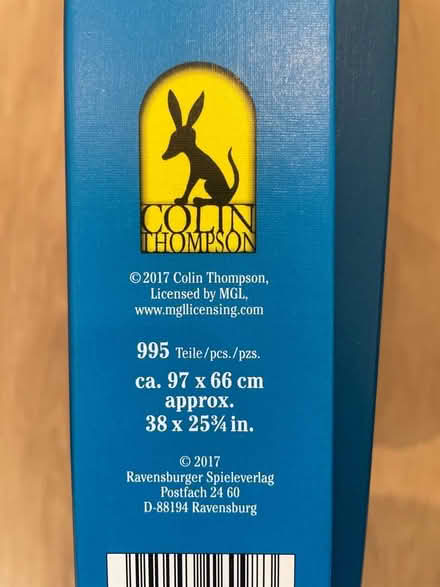 COLIN
THOMPSON
©2017 Colin Thompson,
Licensed by MGL,
www.mgllicensing.com
995 Teile/pcs./pzs.
ca. 97 x 66 cm
approx.
38 x 25¾ in.
© 2017
Ravensburger Spieleverlag
Postfach 24 60
D-88194 Ravensburg